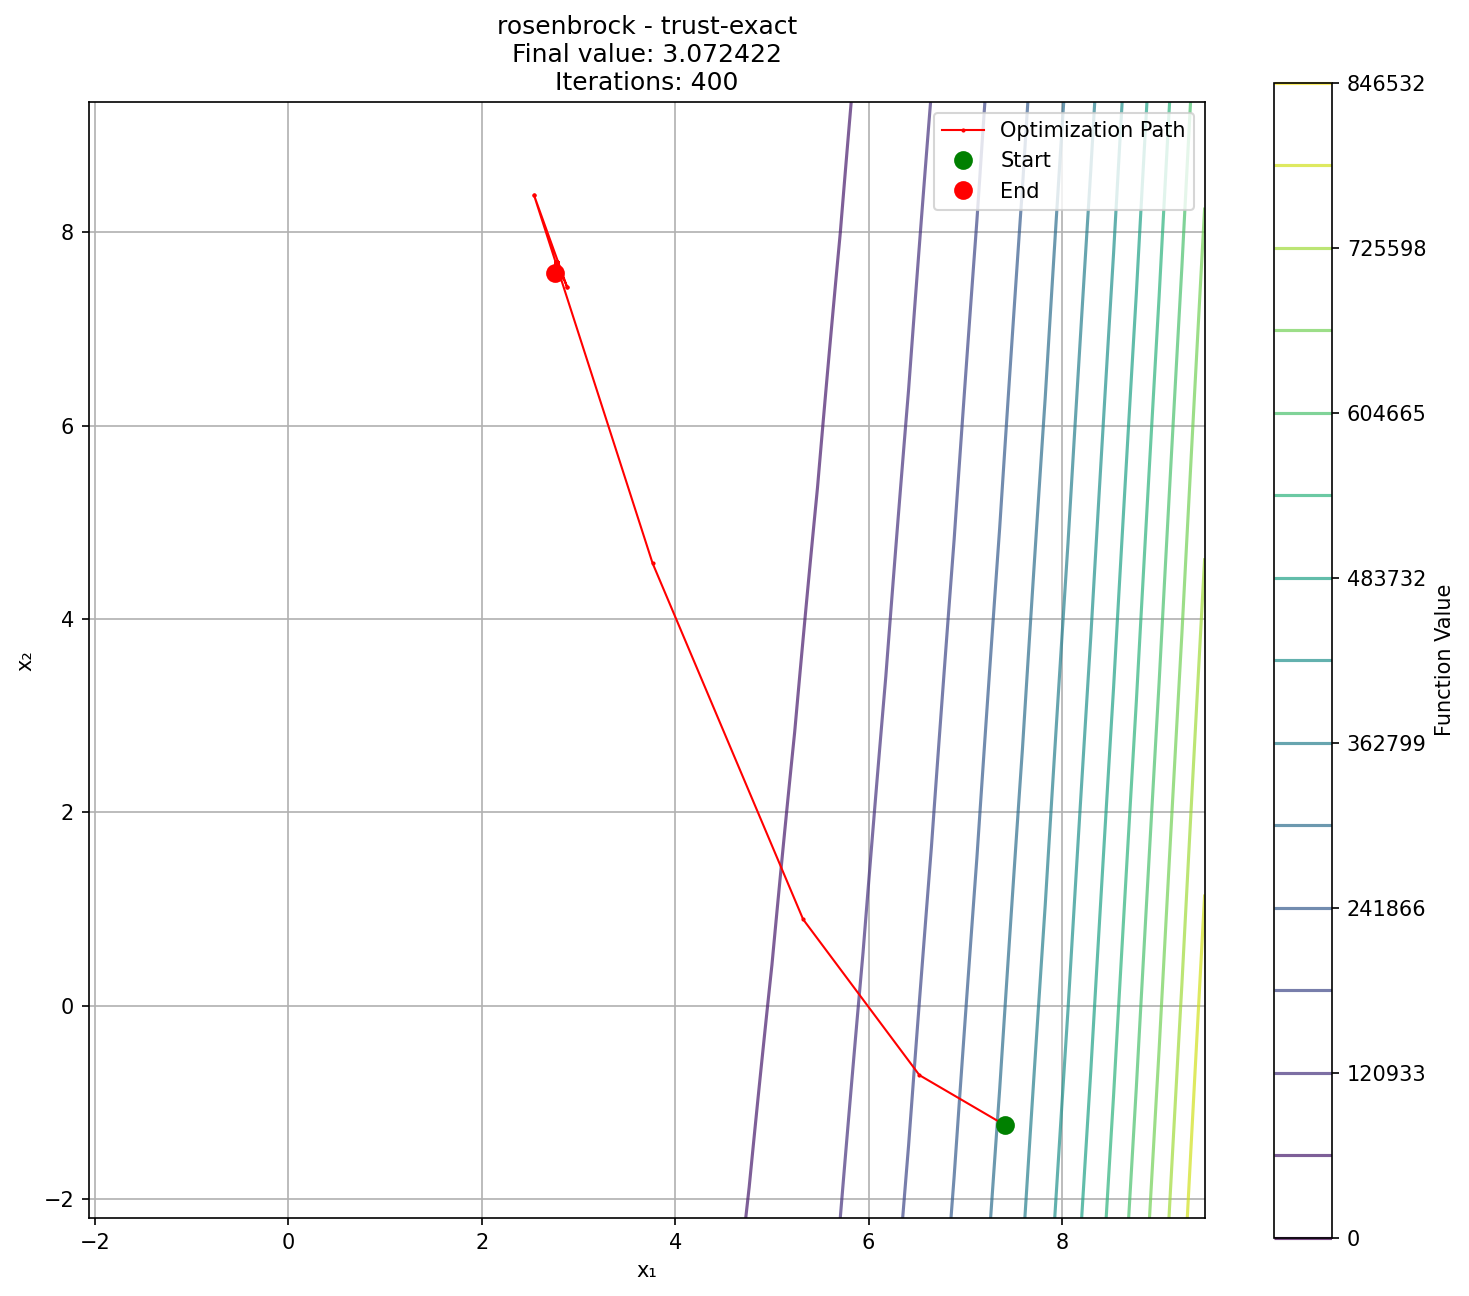 rosenbrock - trust-exact
Final value: 3.072422
Iterations: 400
Optimization Path
Start
End
8
6
4
2
0
−2
x₂
−2
0
2
4
6
8
x₁
846532
725598
604665
483732
362799
241866
120933
0
Function Value